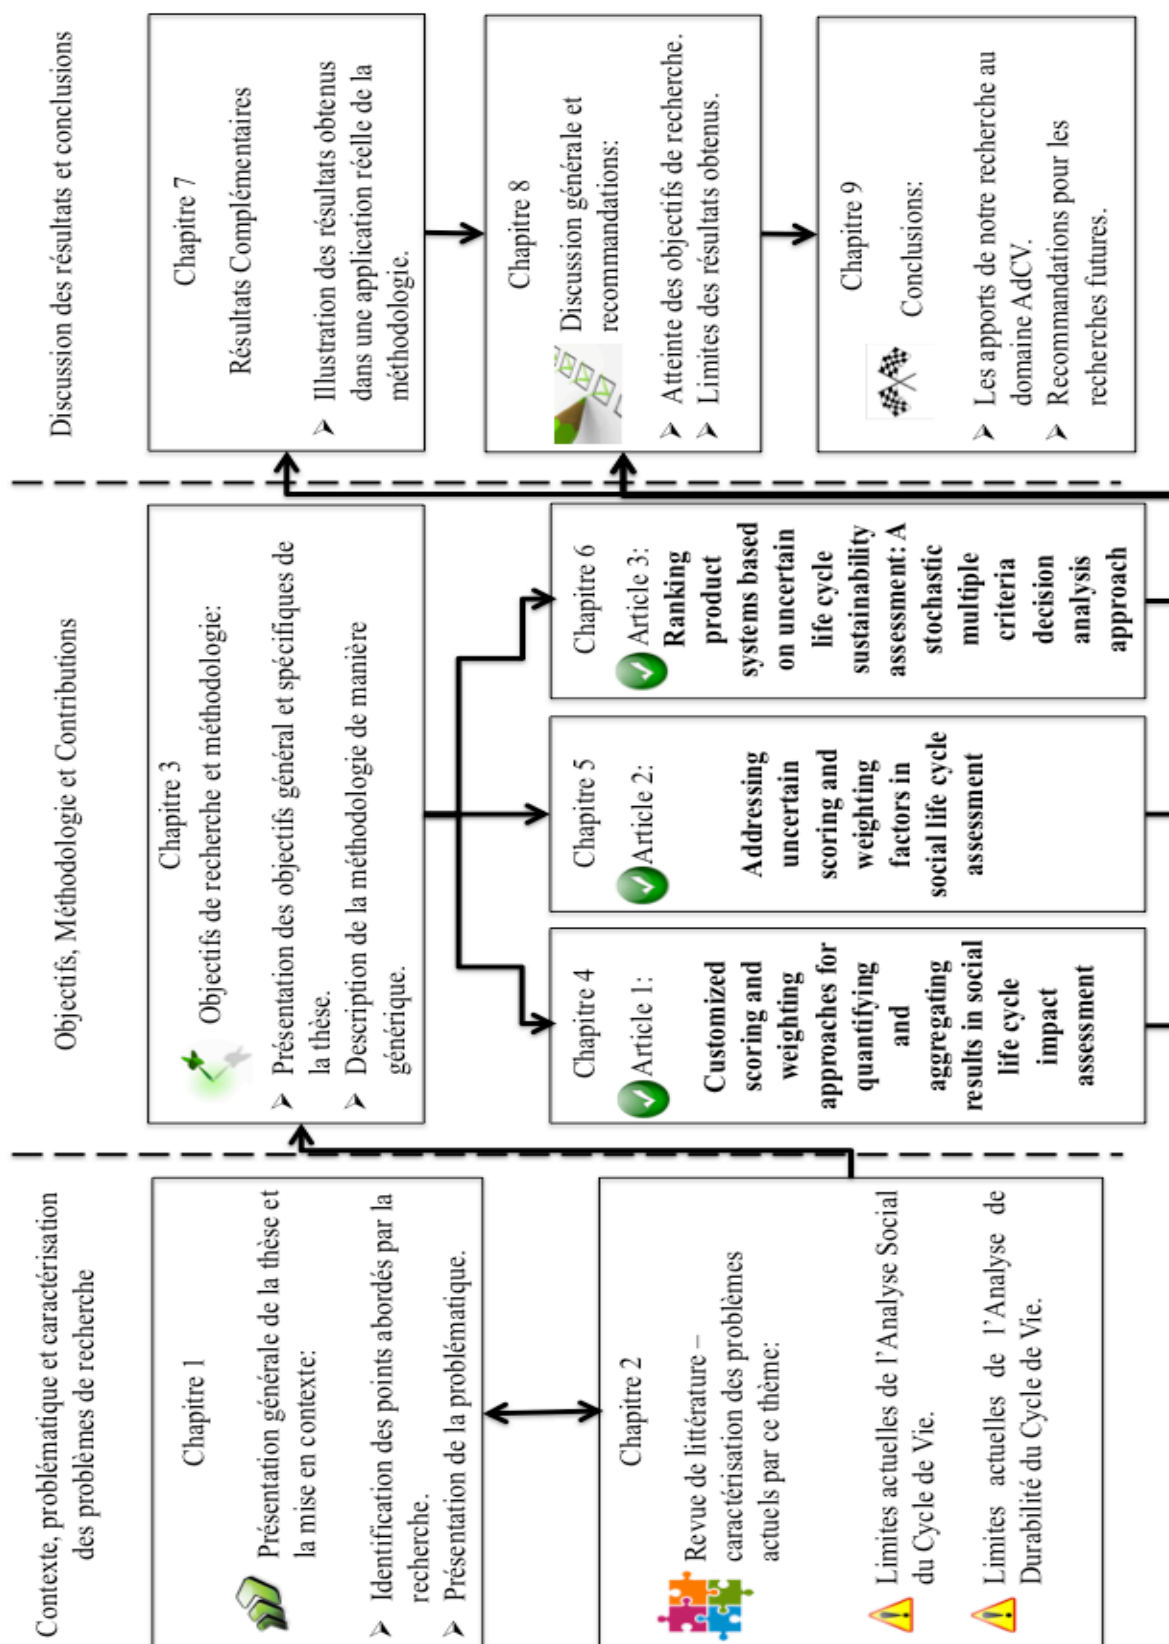 Contexte, problématique et caractérisation
des problèmes de recherche
Chapitre 1
Présentation générale de la thèse et
la mise en contexte:
➢ Identification des points abordés par la
recherche.
➢ Présentation de la problématique.
Chapitre 2
Revue de littérature –
caractérisation des problèmes
actuels par ce thème:
Limites actuelles de l'Analyse Social
du Cycle de Vie.
Limites actuelles de l'Analyse de
Durabilité du Cycle de Vie.
Objectifs, Méthodologie et Contributions
Chapitre 3
Objectifs de recherche et méthodologie:
➢ Présentation des objectifs général et spécifiques de
la thèse.
➢ Description de la méthodologie de manière
générique.
Chapitre 4
Article 1:
Customized
scoring and
weighting
approaches for
quantifying
and
aggregating
results in social
life cycle
impact
assessment
Chapitre 5
Article 2:
Addressing
uncertain
scoring and
weighting
factors in
social life cycle
assessment
Chapitre 6
Article 3:
Ranking
product
systems based
on uncertain
life cycle
sustainability
assessment: A
stochastic
multiple
criteria
decision
analysis
approach
Discussion des résultats et conclusions
Chapitre 7
Résultats Complémentaires
➢ Illustration des résultats obtenus
dans une application réelle de la
méthodologie.
Chapitre 8
Discussion générale et
recommandations:
➢ Atteinte des objectifs de recherche.
➢ Limites des résultats obtenus.
Chapitre 9
Conclusions:
➢ Les apports de notre recherche au
domaine AdCV.
➢ Recommandations pour les
recherches futures.